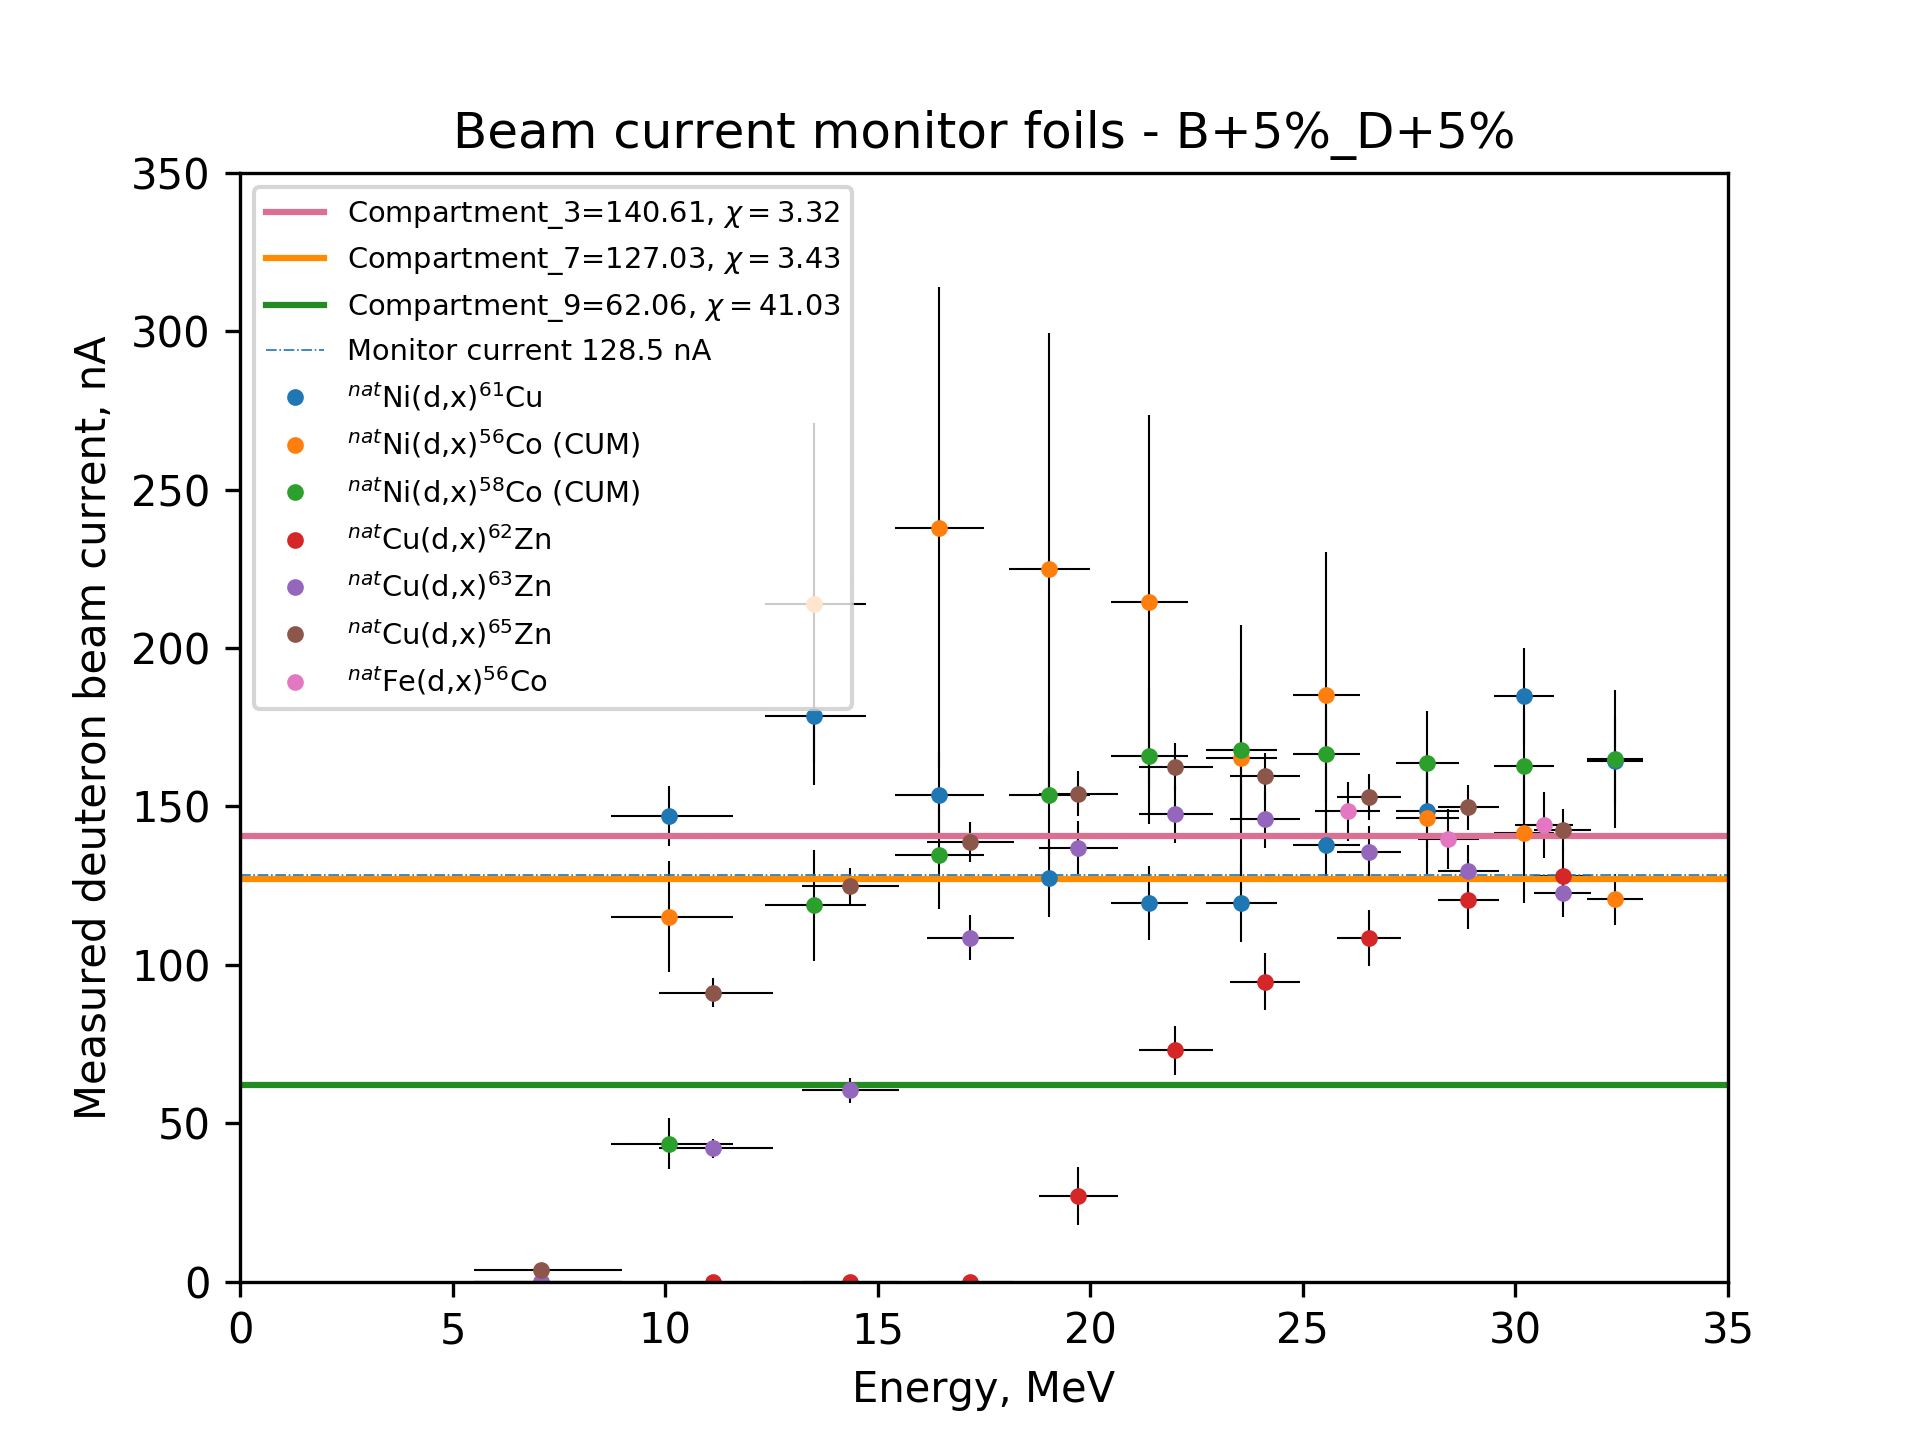 Beam current monitor foils - B+5%_D+5%
350
300
250
200
150
100
50
0
Measured deuteron beam current, nA
Compartment_3=140.61, χ = 3.32
Compartment_7=127.03, χ = 3.43
Compartment_9=62.06, χ = 41.03
Monitor current 128.5 nA
natNi(d,x)61Cu
natNi(d,x)56Co (CUM)
natNi(d,x)58Co (CUM)
natCu(d,x)62Zn
natCu(d,x)63Zn
natCu(d,x)65Zn
natFe(d,x)56Co
0 5 10 15 20 25 30 35
Energy, MeV